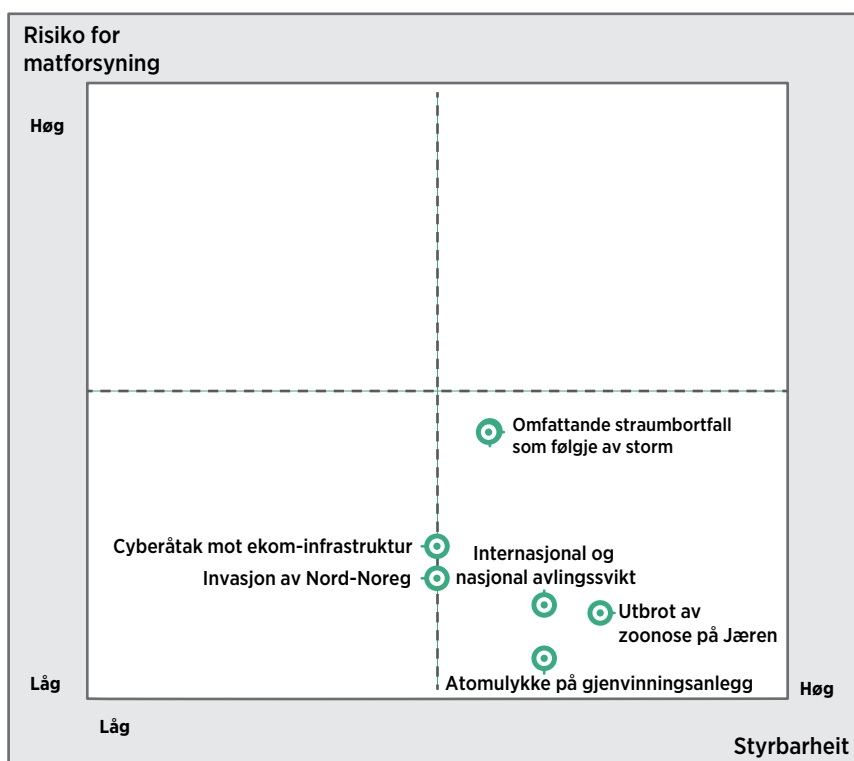 Risiko for
matforsyning
Høg
Omfattande straumbortfall
som følgje av storm
Cyberåtak mot ekom-infrastruktur
Internasjonal og
nasjonal avlingssvikt
Invasjon av Nord-Noreg
Utbrot av
zoonose på Jæren
Atomulykke på gjenvinningsanlegg
Låg
Høg
Låg
Styrbarheit